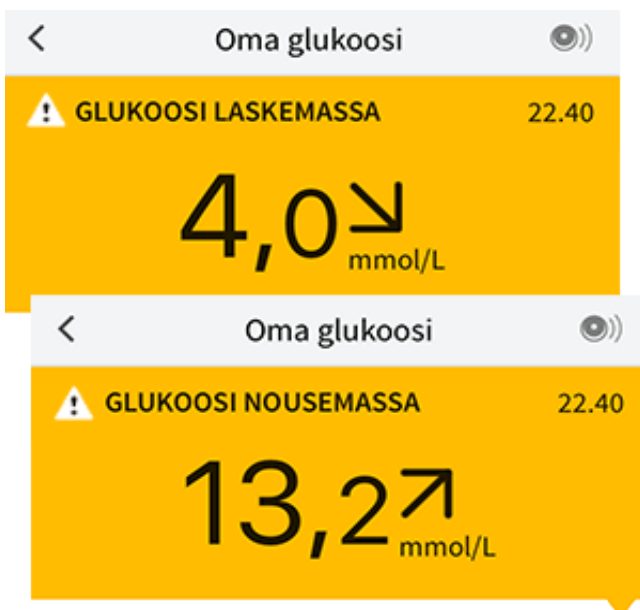 Oma glukoosi
GLUKOOSI LASKEMASSA 22.40
4,0
mmol/L
Oma glukoosi
GLUKOOSI NOUSEMASSA 22.40
13,2
mmol/L